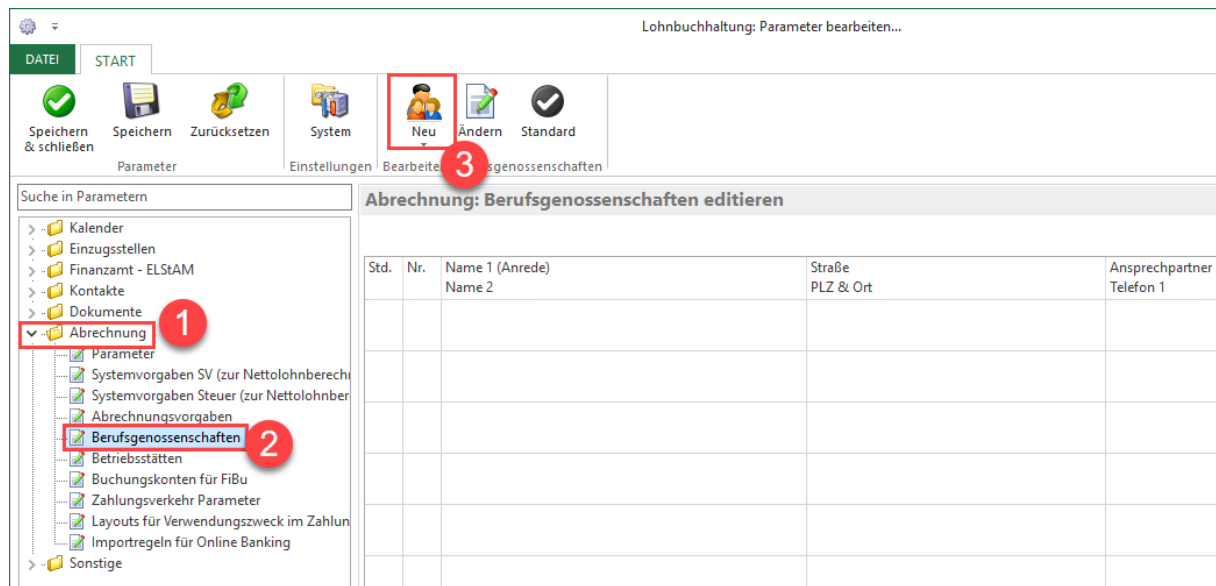 Lohnbuchhaltung: Parameter bearbeiten...
DATEI START
Speichern & schließen
Speichern
Zurücksetzen
System
Neu
Ändern
Standard
Parameter
Einstellungen
Bearbeite
sgenossenschaften
3
Suche in Parametern
Kalender
Einzugsstellen
Finanzamt - ELStAM
Kontakte
Dokumente
Abrechnung
1
Parameter
Systemvorgaben SV (zur Nettolohnberech
Systemvorgaben Steuer (zur Nettolohnber
Abrechnungsvorgaben
Berufsgenossenschaften
2
Betriebsstätten
Buchungskonten für FiBu
Zahlungsverkehr Parameter
Layouts für Verwendungszweck im Zahlun
Importregeln für Online Banking
Sonstige
Abrechnung: Berufsgenossenschaften editieren
Std. Nr. Name 1 (Anrede) Straße Ansprechpartner
Name 2 PLZ & Ort Telefon 1